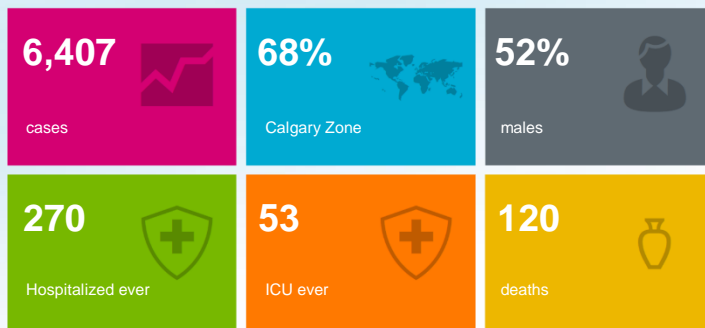 6,407
cases
68%
Calgary Zone
52%
males
270
Hospitalized ever
53
ICU ever
120
deaths